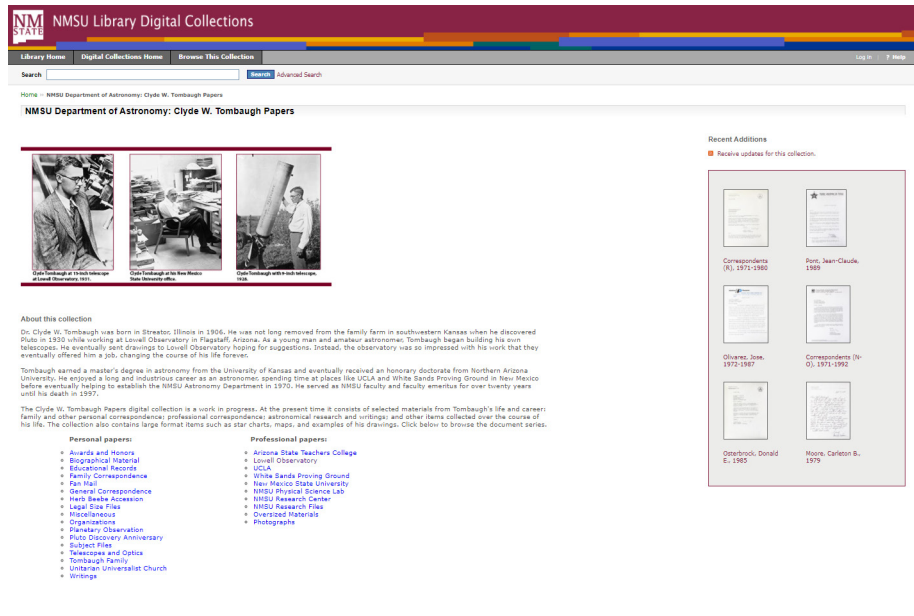 NM
STATE
NMSU Library Digital Collections
Library Home Digital Collections Home Browse This Collection Log In ? Help
Search Search Advanced Search
Home » NMSU Department of Astronomy: Clyde W. Tombaugh Papers
NMSU Department of Astronomy: Clyde W. Tombaugh Papers
Clyde Tombaugh at 13-inch telescope
at Lowell Observatory, 1931.
Clyde Tombaugh at his New Mexico
State University office.
Clyde Tombaugh with 9-inch telescope,
1928.
About this collection
Dr. Clyde W. Tombaugh was born in Streator, Illinois in 1906. He was not long removed from the family farm in southwestern Kansas when he discovered
Pluto in 1930 while working at Lowell Observatory in Flagstaff, Arizona. As a young man and amateur astronomer, Tombaugh began building his own
telescopes. He eventually sent drawings to Lowell Observatory hoping for suggestions. Instead, the observatory was so impressed with his work that they
eventually offered him a job, changing the course of his life forever.
Tombaugh earned a master's degree in astronomy from the University of Kansas and eventually received an honorary doctorate from Northern Arizona
University. He enjoyed a long and industrious career as an astronomer, spending time at places like UCLA and White Sands Proving Ground in New Mexico
before eventually helping to establish the NMSU Astronomy Department in 1970. He served as NMSU faculty and faculty emeritus for over twenty years
until his death in 1997.
The Clyde W. Tombaugh Papers digital collection is a work in progress. At the present time it consists of selected materials from Tombaugh's life and career:
family and other personal correspondence; professional correspondence; astronomical research and writings; and other items collected over the course of
his life. The collection also contains large format items such as star charts, maps, and examples of his drawings. Click below to browse the document series.
Personal papers:
Awards and Honors
Biographical Material
Educational Records
Family Correspondence
Fan Mail
General Correspondence
Herb Beebe Accession
Legal Size Files
Miscellaneous
Organizations
Planetary Observation
Pluto Discovery Anniversary
Subject Files
Telescopes and Optics
Tombaugh Family
Unitarian Universalist Church
Writings
Professional papers:
Arizona State Teachers College
Lowell Observatory
UCLA
White Sands Proving Ground
New Mexico State University
NMSU Physical Science Lab
NMSU Research Center
NMSU Research Files
Oversized Materials
Photographs
Recent Additions
Receive updates for this collection.
Correspondents
(R), 1971-1980
Pont, Jean-Claude,
1989
Olivarez, Jose,
1972-1987
Correspondents (N-
O), 1971-1992
Osterbrock, Donald
E., 1985
Moore, Carleton B.,
1979